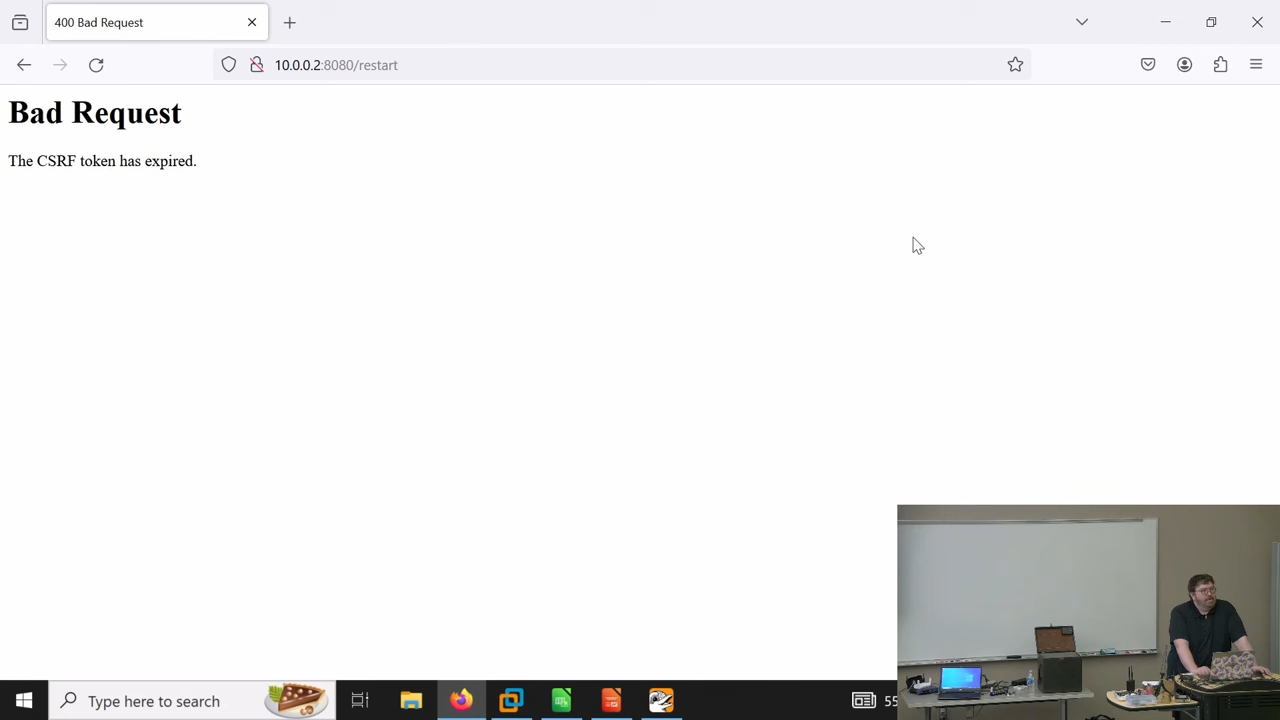 400 Bad Request
10.0.0.2:8080/restart
Bad Request
The CSRF token has expired.
Type here to search
55